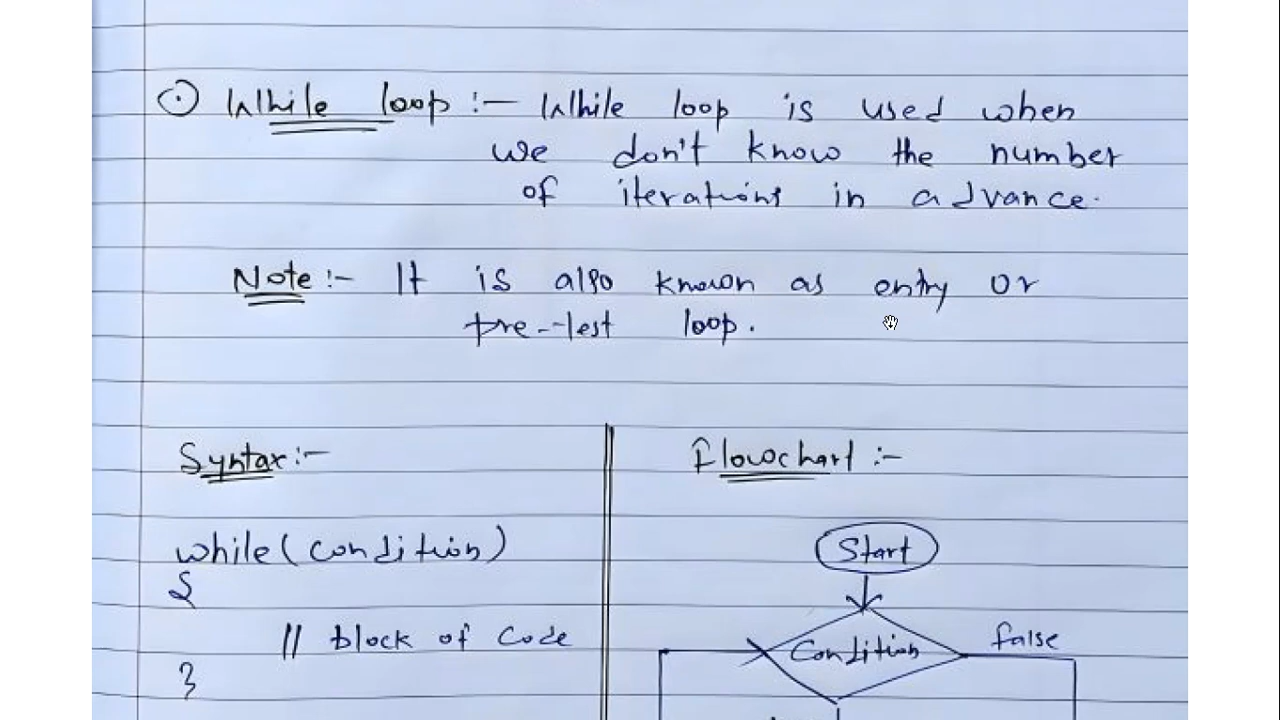 While loop :- While loop is used when
we don't know the number
of iterations in advance.
Note :- It is also known as entry or
pre-test loop.
Syntax :-
while (condition)
{
// block of code
}
Flowchart :-
Start
Condition
false